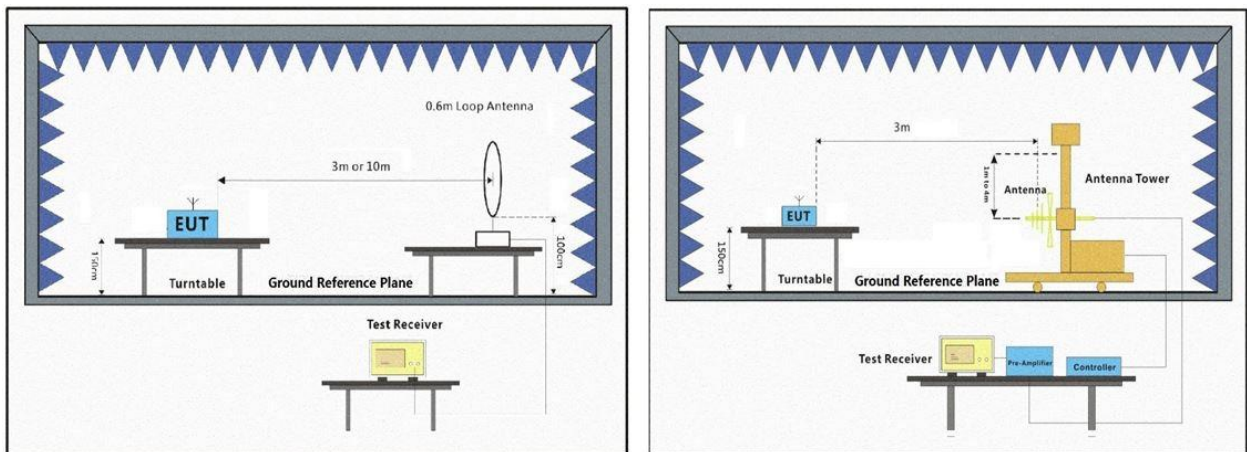 0.6m Loop Antenna
3m or 10m
EUT
150cm
100cm
Turntable
Ground Reference Plane
Test Receiver
3m
1m to 4m
Antenna
Antenna Tower
EUT
150cm
Turntable
Ground Reference Plane
Test Receiver
Pre-Amplifier
Controller